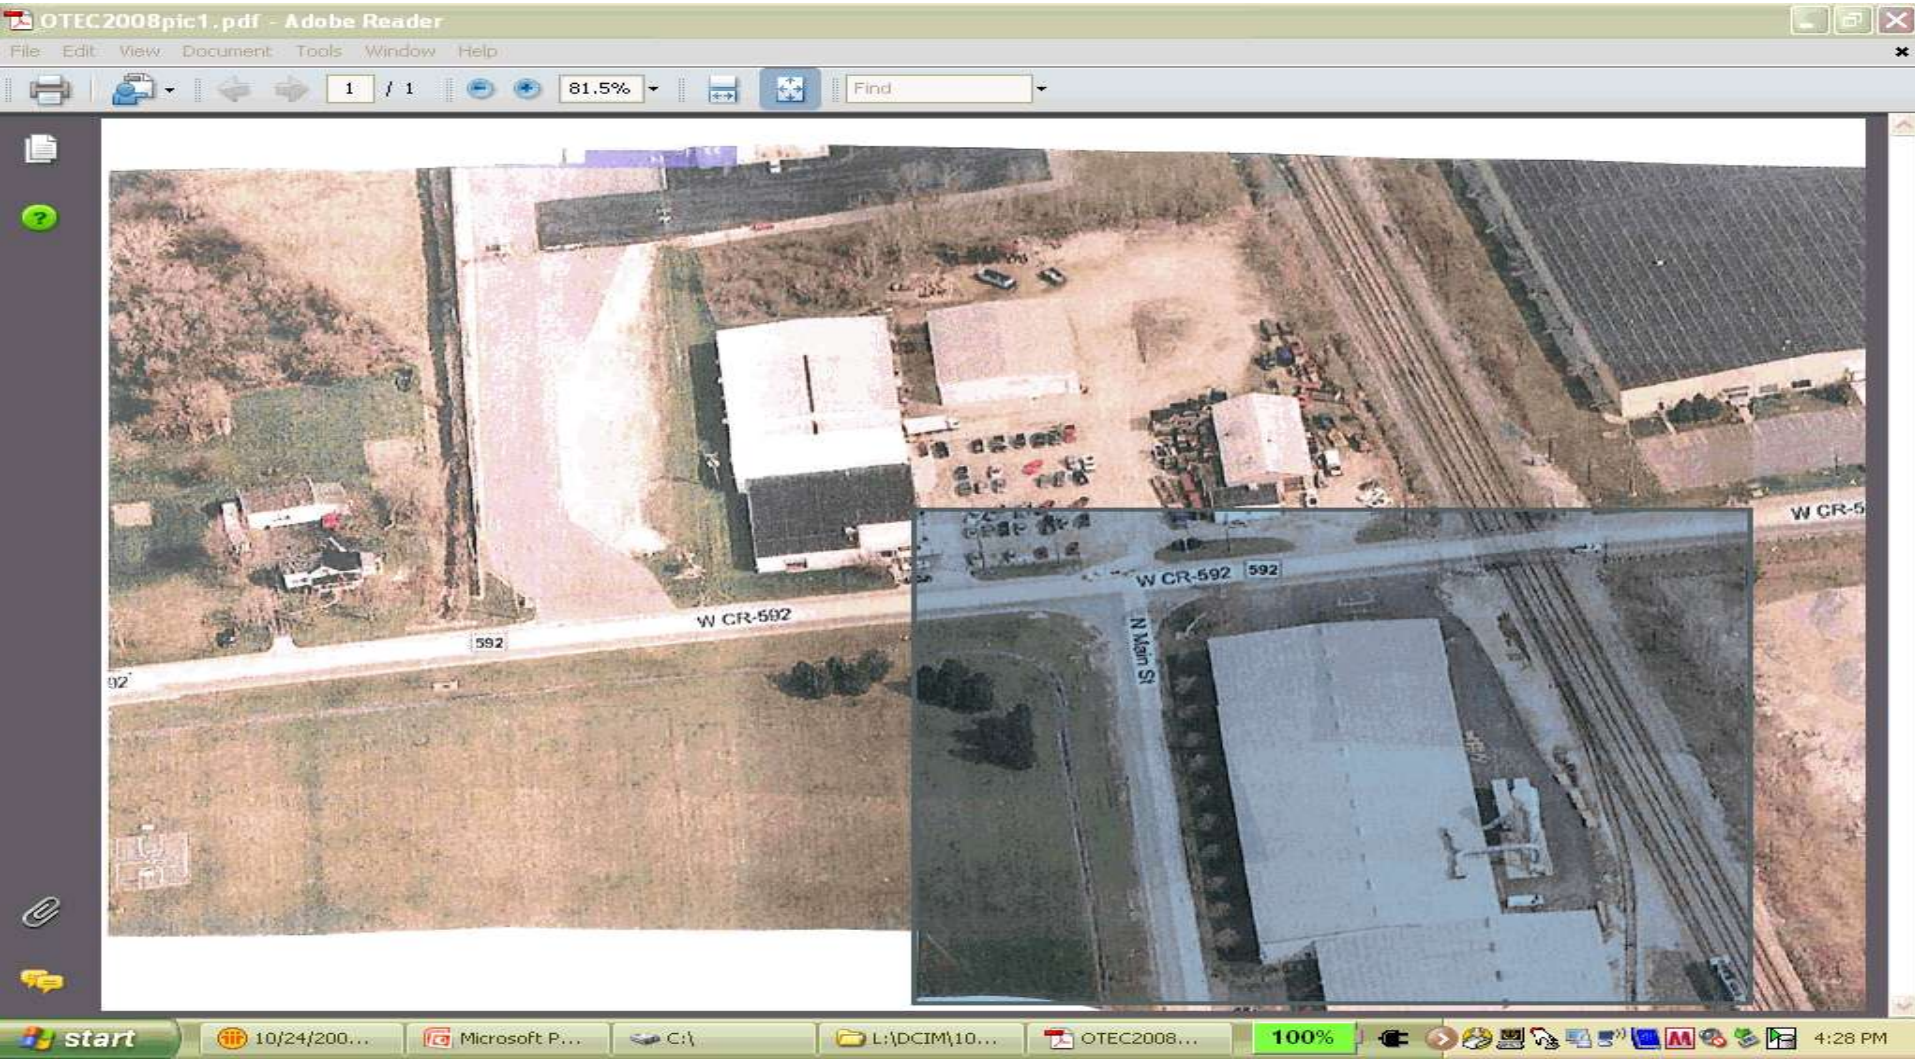 OTEC2008pic1.pdf - Adobe Reader
File Edit View Document Tools Window Help
1 / 1 81.5% Find
W CR-5
W CR-592 592
W CR-592
592
N Main St
92
start 10/24/200... Microsoft P... C:\ L:\DCIM\10... OTEC2008... 100% 4:28 PM